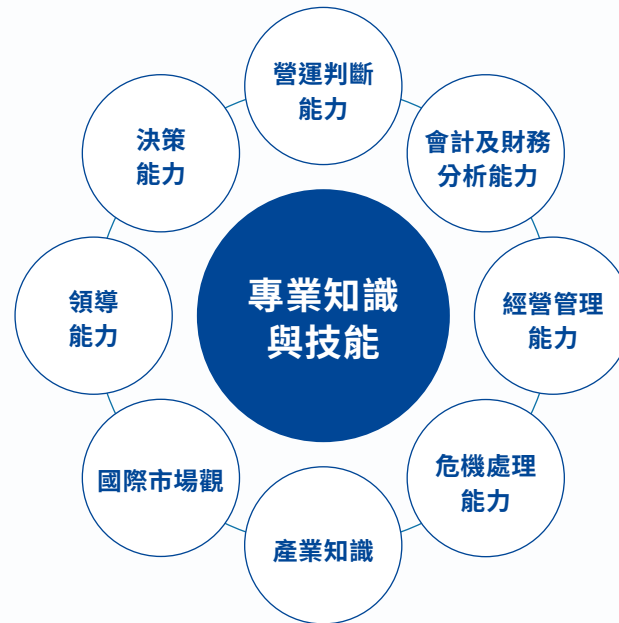 營運判斷
能力
會計及財務
分析能力
經營管理
能力
危機處理
能力
產業知識
國際市場觀
領導
能力
決策
能力
專業知識
與技能